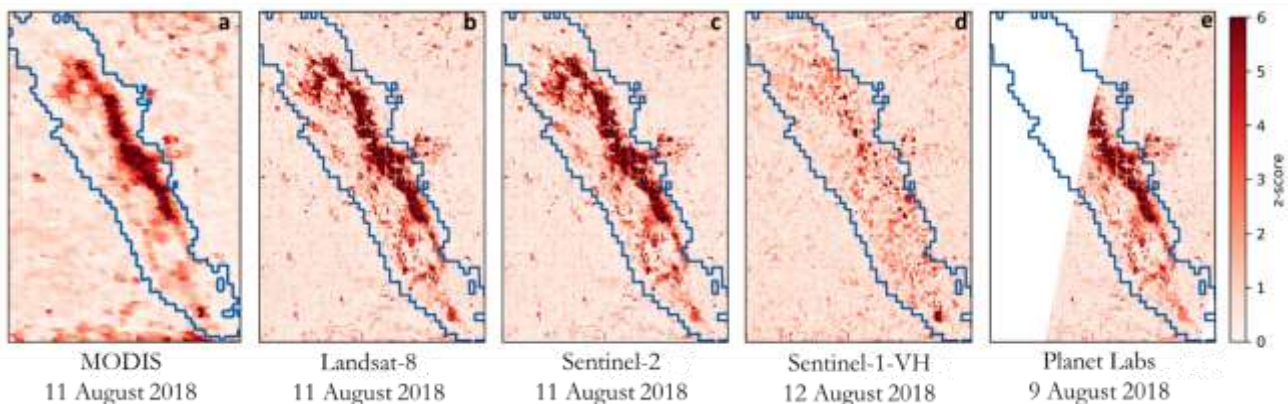 a
b
c
d
e
6
5
4
3
2
1
0
z-score
MODIS
11 August 2018
Landsat-8
11 August 2018
Sentinel-2
11 August 2018
Sentinel-1-VH
12 August 2018
Planet Labs
9 August 2018